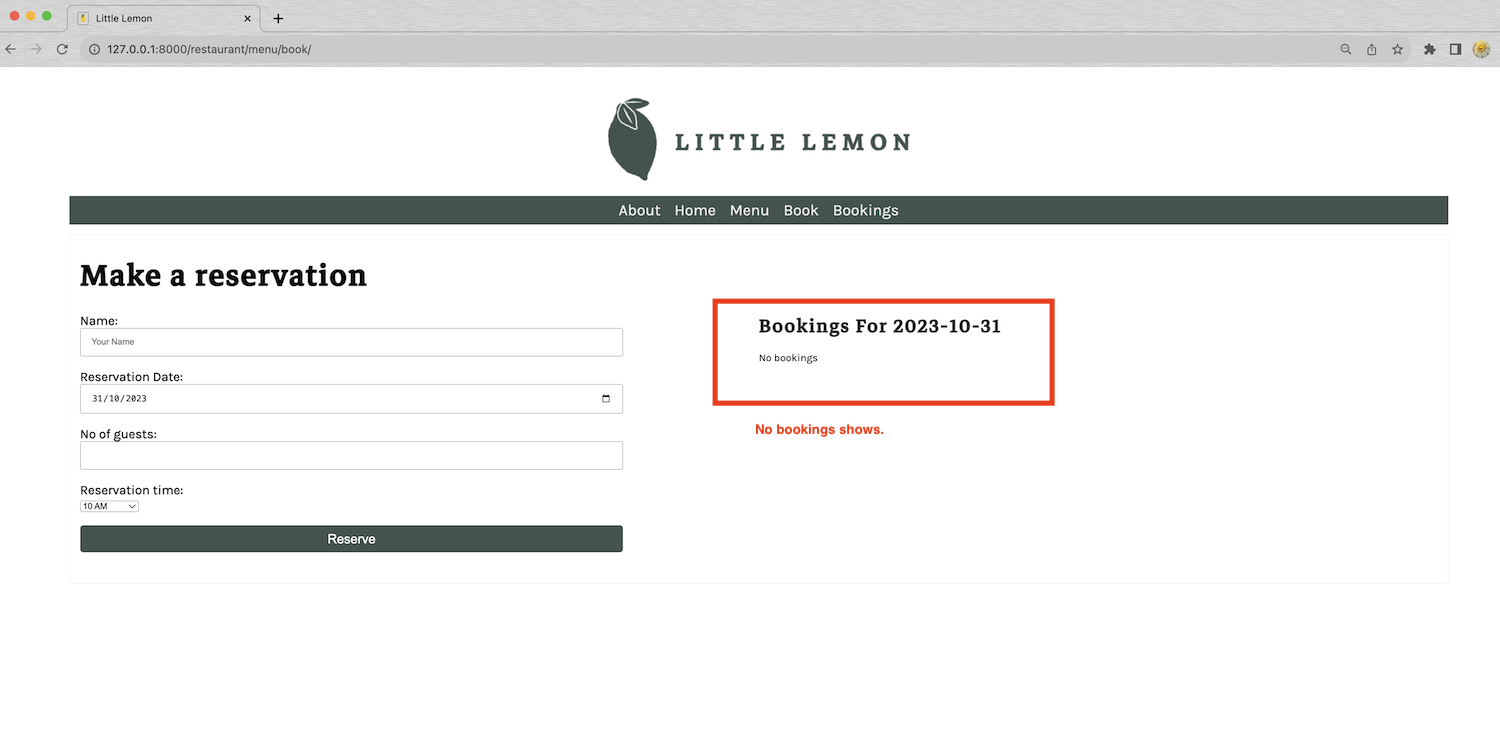 Little Lemon
127.0.0.1:8000/restaurant/menu/book/
LITTLE LEMON
About Home Menu Book Bookings
Make a reservation
Name:
Your Name
Reservation Date:
31/10/2023
No of guests:
Reservation time:
10 AM
Reserve
Bookings For 2023-10-31
No bookings
No bookings shows.